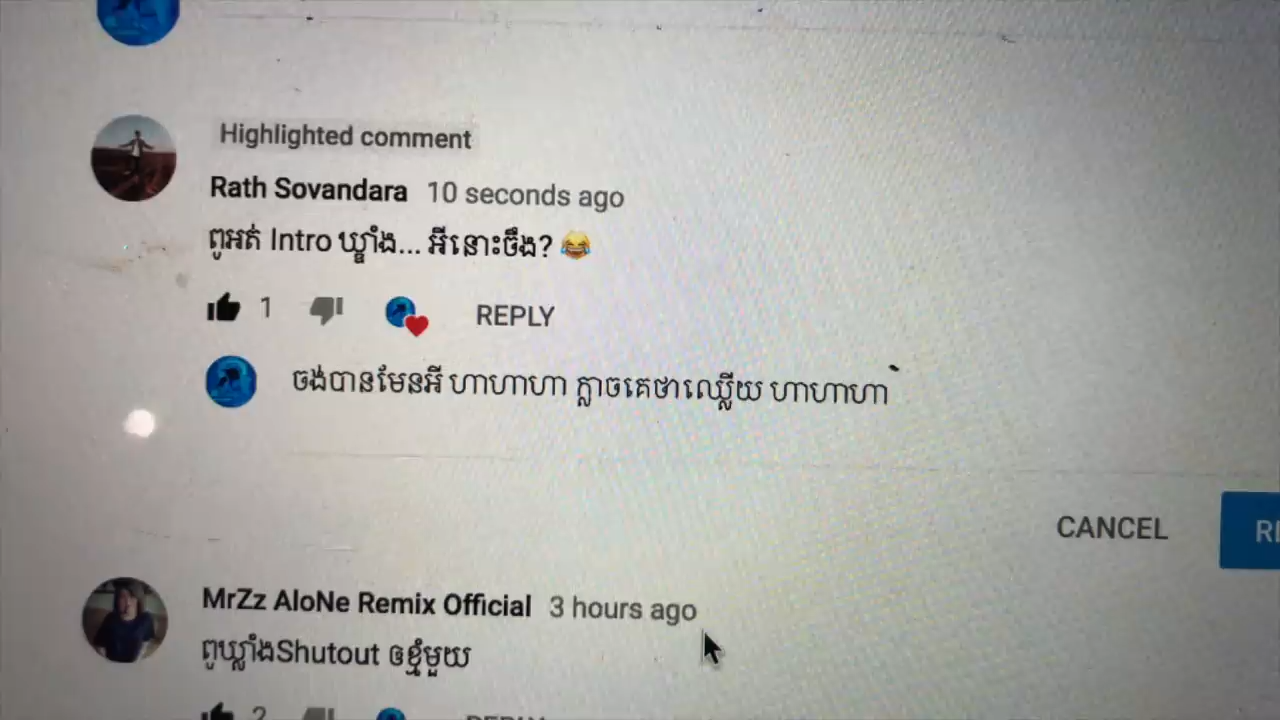 Highlighted comment
Rath Sovandara 10 seconds ago
ពូអត់ Intro ឃ្លាំង... អីនោះចឹង? 😂
1 REPLY
ចង់បានមែនអី ហាហាហា ក្លាចគេថាឈ្លើយ ហាហាហា
CANCEL
MrZz AloNe Remix Official 3 hours ago
ពូឃ្លាំងShutout ឲខ្ញុំមួយ
2